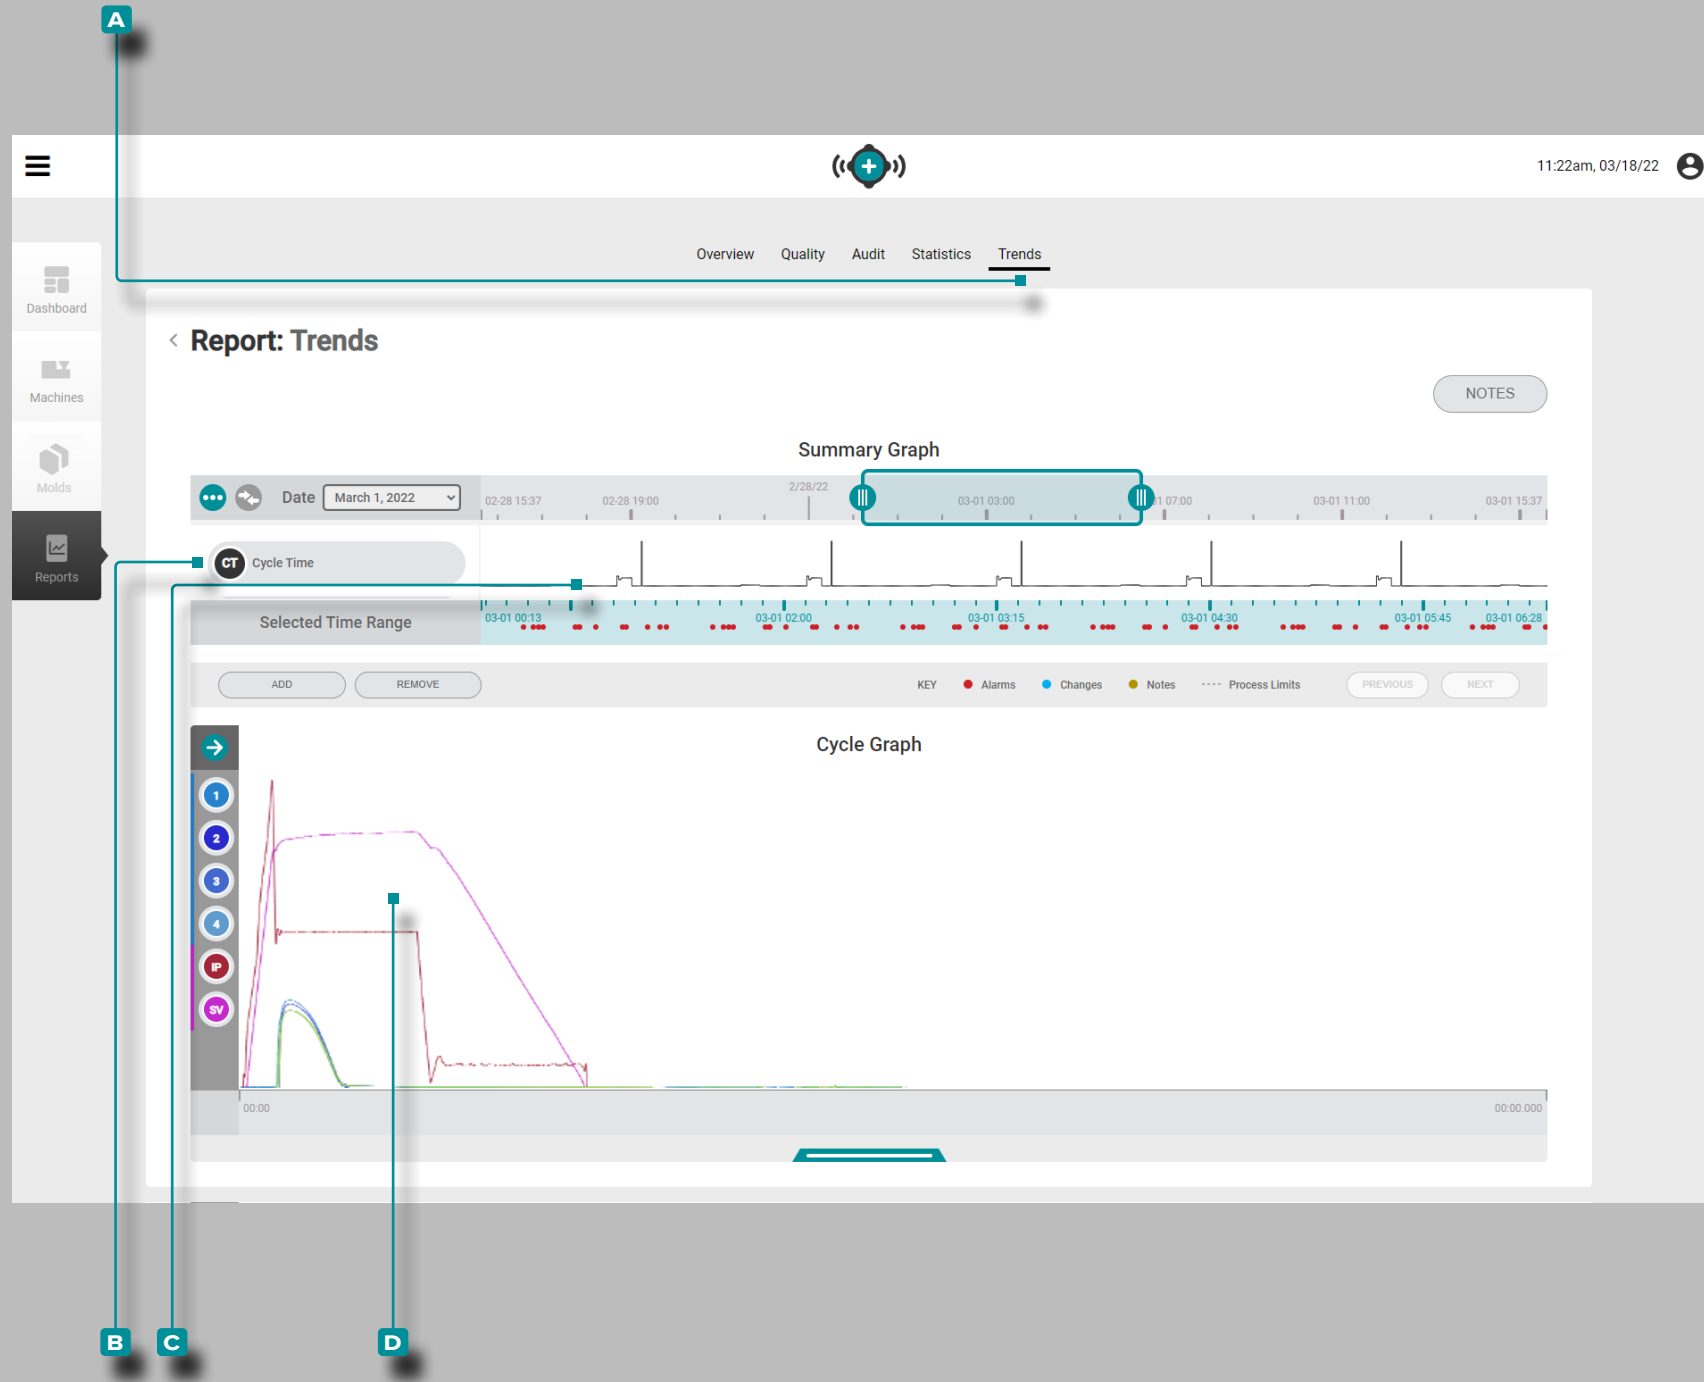 A
11:22am, 03/18/22
Overview Quality Audit Statistics Trends
Dashboard
Machines
Molds
Reports
Report: Trends
NOTES
Summary Graph
Date March 1, 2022
2/28/22
02-28 15:37 02-28 19:00 03-01 03:00 1 07:00 03-01 11:00 03-01 15:37
CT Cycle Time
Selected Time Range
03-01 00:13 03-01 02:00 03-01 03:15 03-01 04:30 03-01 05:45 03-01 06:28
ADD REMOVE KEY Alarms Changes Notes Process Limits PREVIOUS NEXT
Cycle Graph
1
2
3
4
IP
SV
00:00 00:00.000
B C D